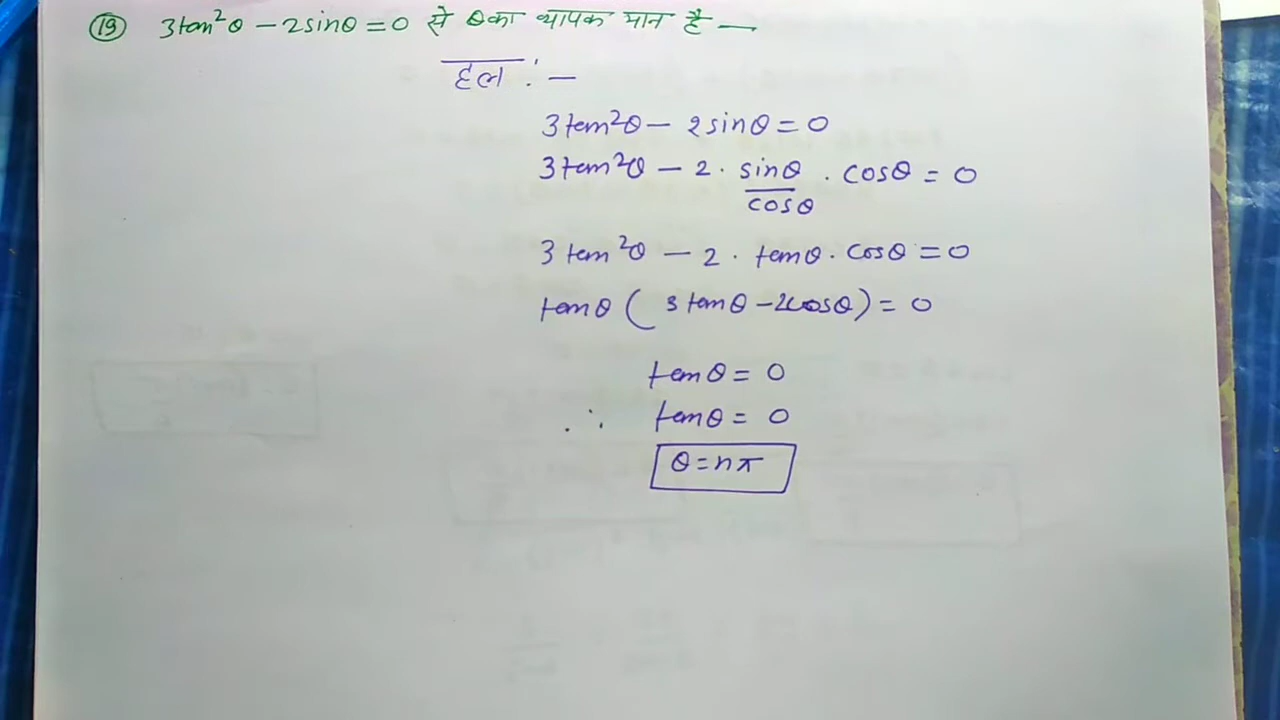 (19) 3tan²θ - 2sinθ = 0 से θ का व्यापक मान है —
हल :—
3tan²θ - 2sinθ = 0
3tan²θ - 2 · sinθ/cosθ · cosθ = 0
3tan²θ - 2 · tanθ · cosθ = 0
tanθ ( 3tanθ - 2cosθ ) = 0
tanθ = 0
∴ tanθ = 0
θ = nπ